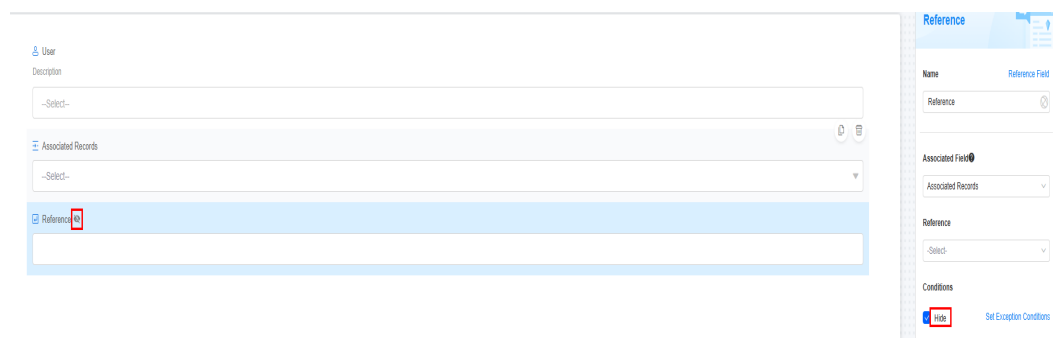 User
Description
--Select--
Associated Records
--Select--
Reference
Reference
Name
Reference Field
Reference
Associated Field
Associated Records
Reference
-Select-
Conditions
Hide
Set Exception Conditions